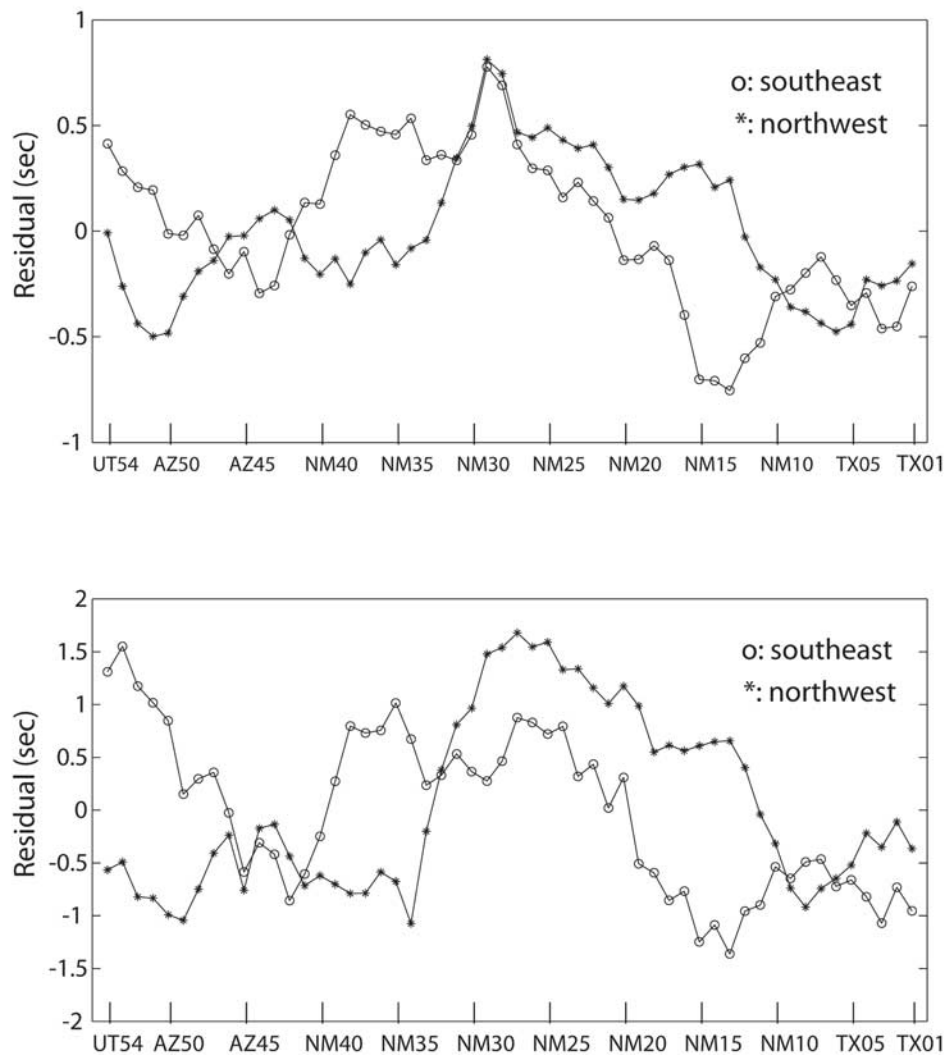 1
0.5
0
-0.5
-1
Residual (sec)
o: southeast
*: northwest
UT54 AZ50 AZ45 NM40 NM35 NM30 NM25 NM20 NM15 NM10 TX05 TX01
2
1.5
1
0.5
0
-0.5
-1
-1.5
-2
Residual (sec)
o: southeast
*: northwest
UT54 AZ50 AZ45 NM40 NM35 NM30 NM25 NM20 NM15 NM10 TX05 TX01